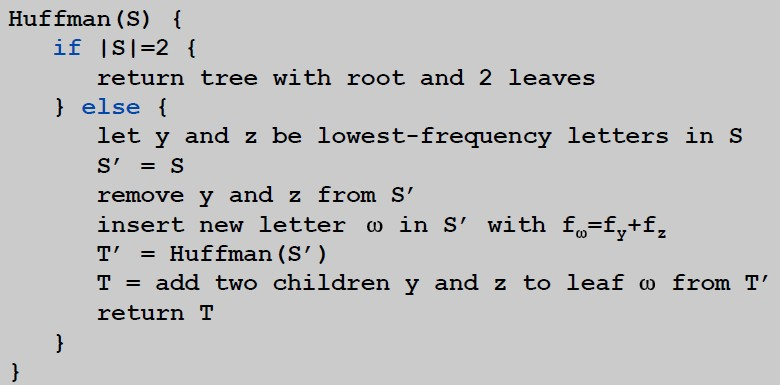 Huffman(S) {
if |S|=2 {
return tree with root and 2 leaves
} else {
let y and z be lowest-frequency letters in S
S′ = S
remove y and z from S′
insert new letter ω in S′ with fω=fy+fz
T′ = Huffman(S′)
T = add two children y and z to leaf ω from T′
return T
}
}